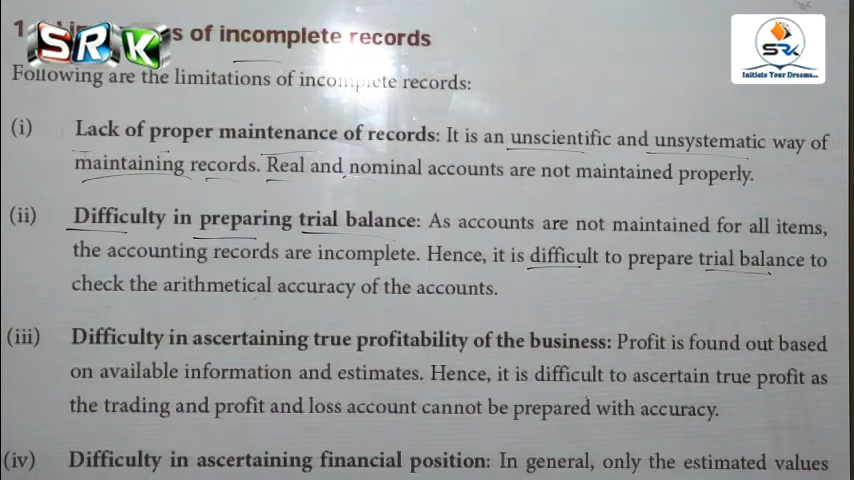 1 s of incomplete records
SRK
SRK
Initiate Your Dreams...
Following are the limitations of incomplete records:
(i) Lack of proper maintenance of records: It is an unscientific and unsystematic way of
maintaining records. Real and nominal accounts are not maintained properly.
(ii) Difficulty in preparing trial balance: As accounts are not maintained for all items,
the accounting records are incomplete. Hence, it is difficult to prepare trial balance to
check the arithmetical accuracy of the accounts.
(iii) Difficulty in ascertaining true profitability of the business: Profit is found out based
on available information and estimates. Hence, it is difficult to ascertain true profit as
the trading and profit and loss account cannot be prepared with accuracy.
(iv) Difficulty in ascertaining financial position: In general, only the estimated values